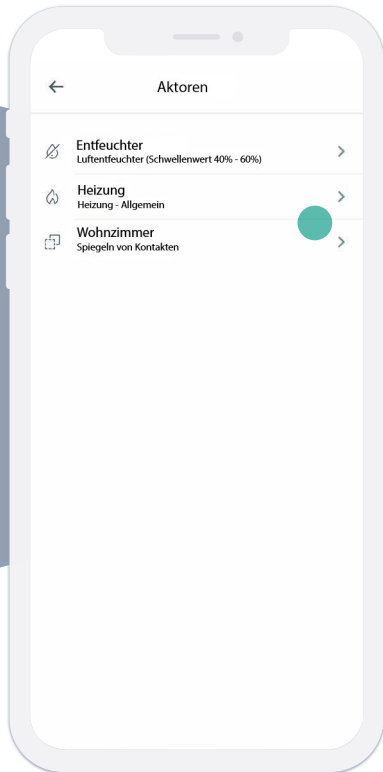 Aktoren
Entfeuchter
Luftentfeuchter (Schwellenwert 40% - 60%)
Heizung
Heizung - Allgemein
Wohnzimmer
Spiegeln von Kontakten